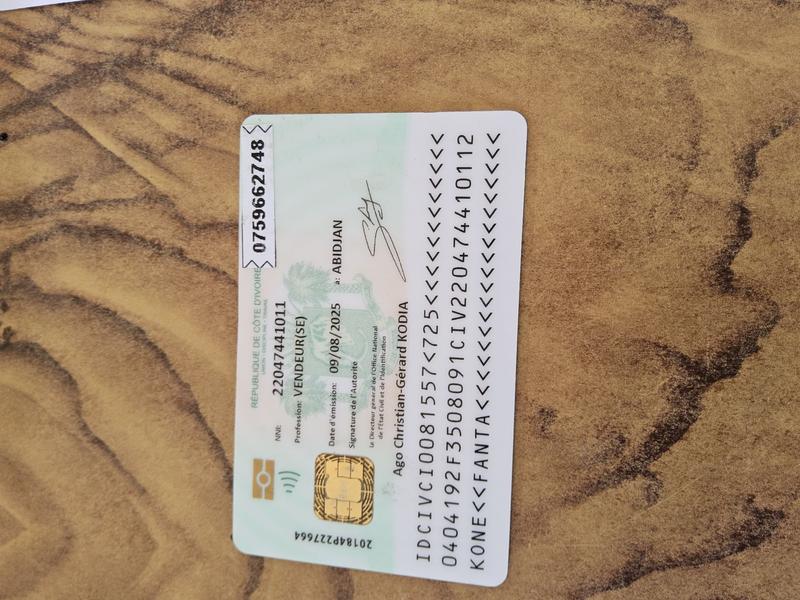 RÉPUBLIQUE DE CÔTE D'IVOIRE
0759662748
NNI: 22047441011
Profession: VENDEUR(SE)
Date d'émission: 09/08/2025 à: ABIDJAN
Signature de l'Autorité
Le Directeur général de l'Office National
de l'Etat Civil et de l'Identification
Ago Christian-Gérard KODIA
20184P227664
IDCIVCI0081557<725<<<<<<<<<<<<
0404192F3508091CIV220474410112
KONE<<FANTA<<<<<<<<<<<<<<<<<<<